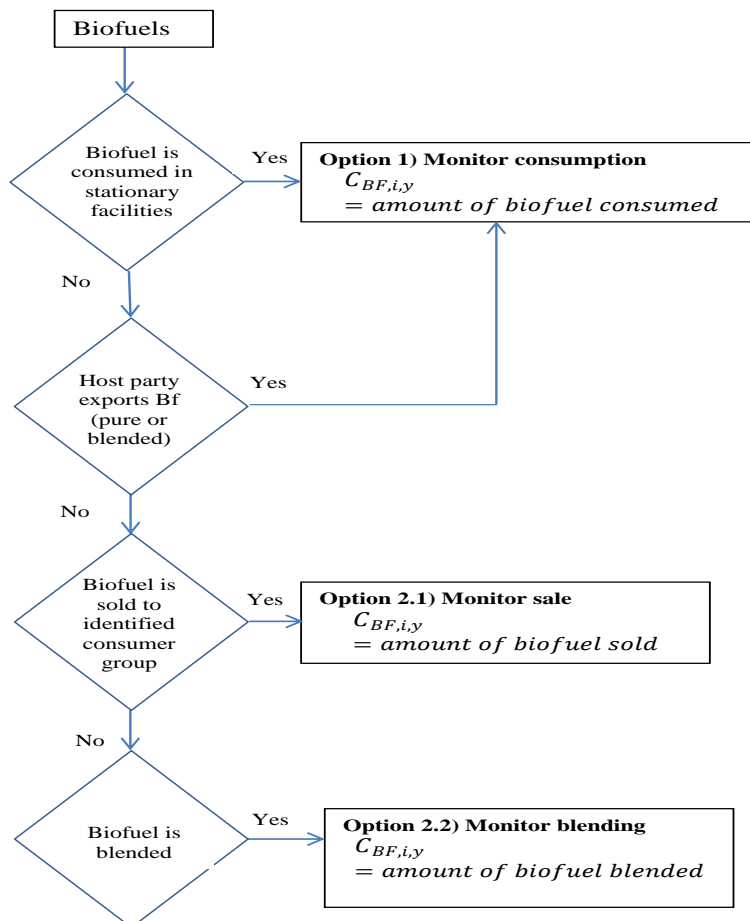 Biofuels
Biofuel is
consumed in
stationary
facilities
Yes
Option 1) Monitor consumption
C_{BF,i,y}
= amount of biofuel consumed
No
Host party
exports Bf
(pure or
blended)
Yes
No
Biofuel is
sold to
identified
consumer
group
Yes
Option 2.1) Monitor sale
C_{BF,i,y}
= amount of biofuel sold
No
Biofuel is
blended
Yes
Option 2.2) Monitor blending
C_{BF,i,y}
= amount of biofuel blended